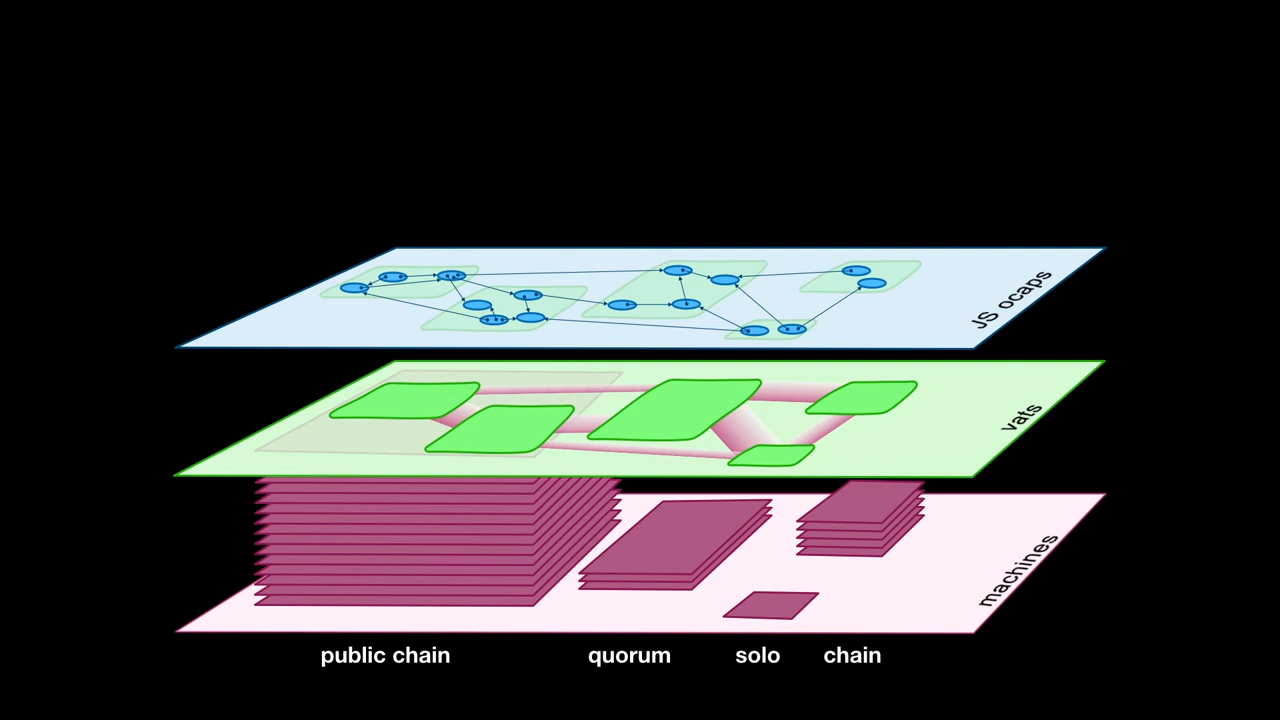 JS ocaps
vats
machines
public chain
quorum
solo
chain